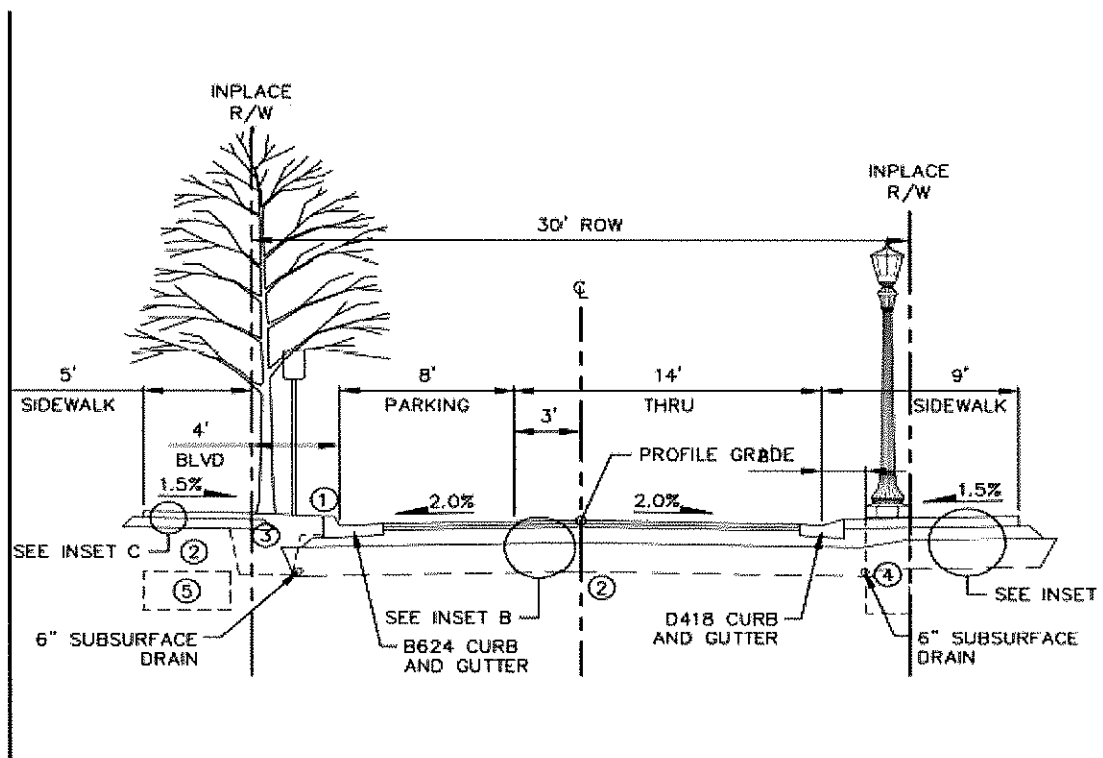 INPLACE
R/W
INPLACE
R/W
30' ROW
℄
5'
SIDEWALK
8'
PARKING
14'
THRU
9'
SIDEWALK
4'
BLVD
3'
PROFILE GRADE
1.5%
①
2.0%
2.0%
1.5%
③
SEE INSET C
②
⑤
②
④
SEE INSET B
SEE INSET
D418 CURB
AND GUTTER
6" SUBSURFACE
DRAIN
B624 CURB
AND GUTTER
6" SUBSURFACE
DRAIN